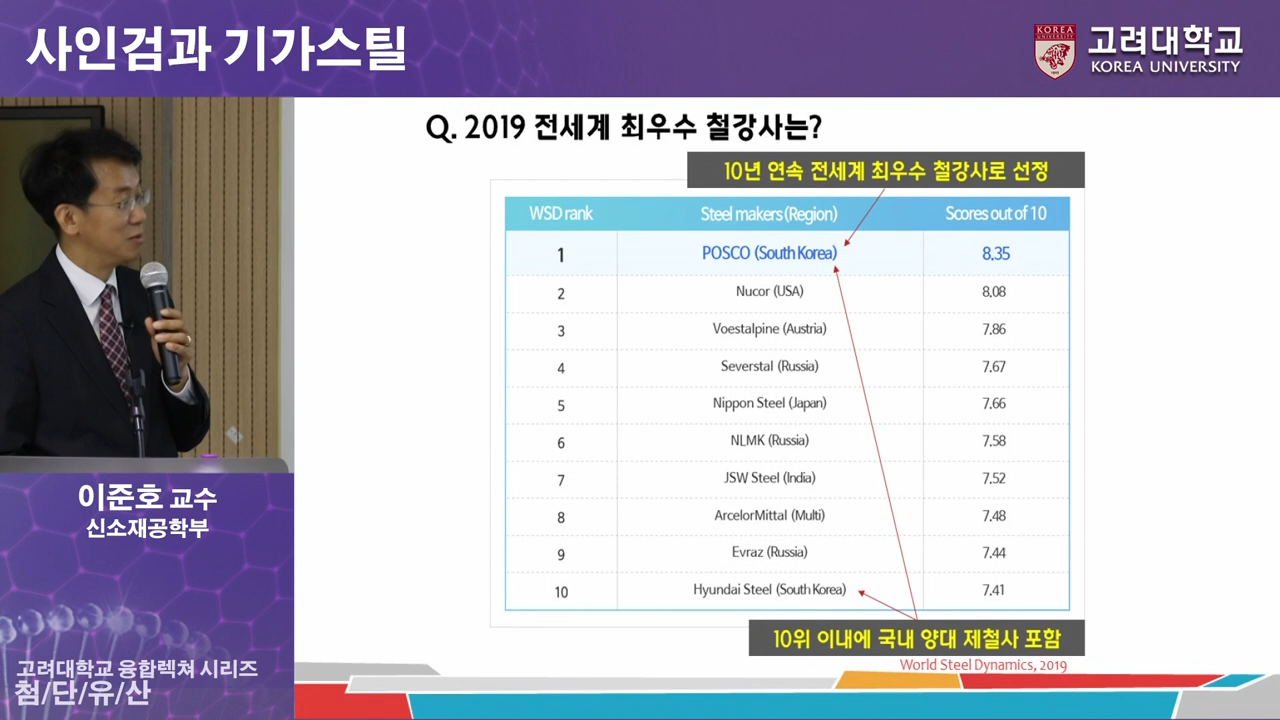 사인검과 기가스틸
KOREA
UNIVERSITY
고려대학교
KOREA UNIVERSITY
Q. 2019 전세계 최우수 철강사는?
10년 연속 전세계 최우수 철강사로 선정
WSD rank Steel makers (Region) Scores out of 10
1 POSCO (South Korea) 8.35
2 Nucor (USA) 8.08
3 Voestalpine (Austria) 7.86
4 Severstal (Russia) 7.67
5 Nippon Steel (Japan) 7.66
6 NLMK (Russia) 7.58
7 JSW Steel (India) 7.52
8 ArcelorMittal (Multi) 7.48
9 Evraz (Russia) 7.44
10 Hyundai Steel (South Korea) 7.41
10위 이내에 국내 양대 제철사 포함
World Steel Dynamics, 2019
이준호 교수
신소재공학부
고려대학교 융합렉쳐 시리즈
첨/단/유/산